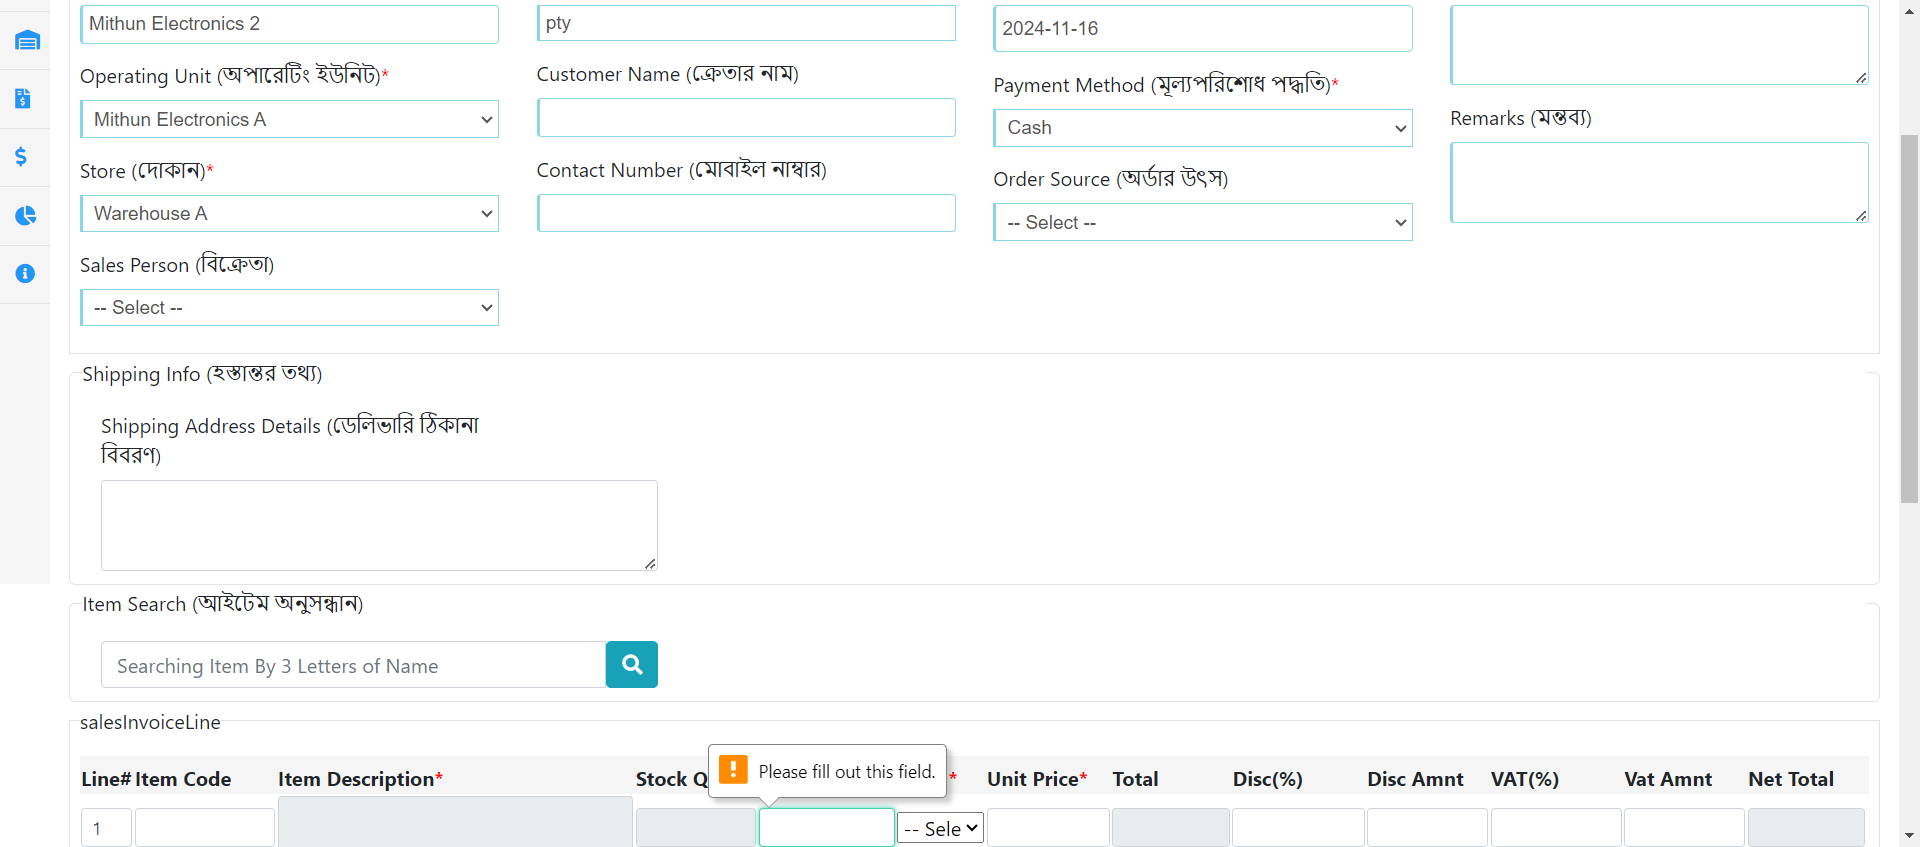 Mithun Electronics 2
pty
2024-11-16
Operating Unit (অপারেটিং ইউনিট)*
Mithun Electronics A
Customer Name (ক্রেতার নাম)
Payment Method (মূল্যপরিশোধ পদ্ধতি)*
Cash
Remarks (মন্তব্য)
Store (দোকান)*
Warehouse A
Contact Number (মোবাইল নাম্বার)
Order Source (অর্ডার উৎস)
-- Select --
Sales Person (বিক্রেতা)
-- Select --
Shipping Info (হস্তান্তর তথ্য)
Shipping Address Details (ডেলিভারি ঠিকানা
বিবরণ)
Item Search (আইটেম অনুসন্ধান)
Searching Item By 3 Letters of Name
salesInvoiceLine
Please fill out this field.
Line# Item Code Item Description* Stock Q * Unit Price* Total Disc(%) Disc Amnt VAT(%) Vat Amnt Net Total
1 -- Sele